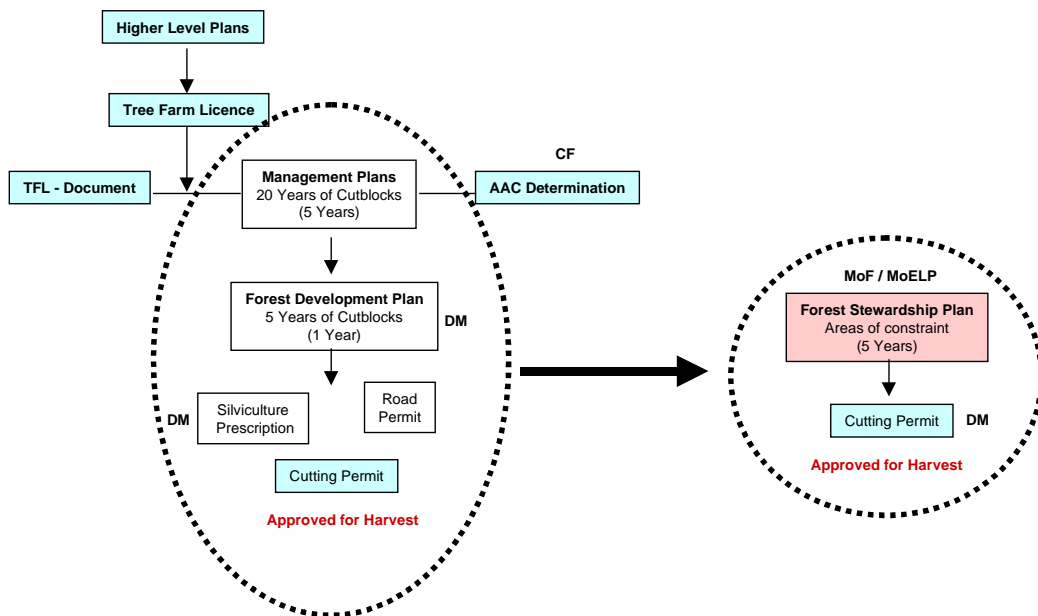 Higher Level Plans
Tree Farm Licence
CF
TFL - Document
Management Plans
20 Years of Cutblocks
(5 Years)
AAC Determination
Forest Development Plan
5 Years of Cutblocks
(1 Year)
DM
DM
Silviculture
Prescription
Road
Permit
Cutting Permit
Approved for Harvest
MoF / MoELP
Forest Stewardship Plan
Areas of constraint
(5 Years)
Cutting Permit
DM
Approved for Harvest